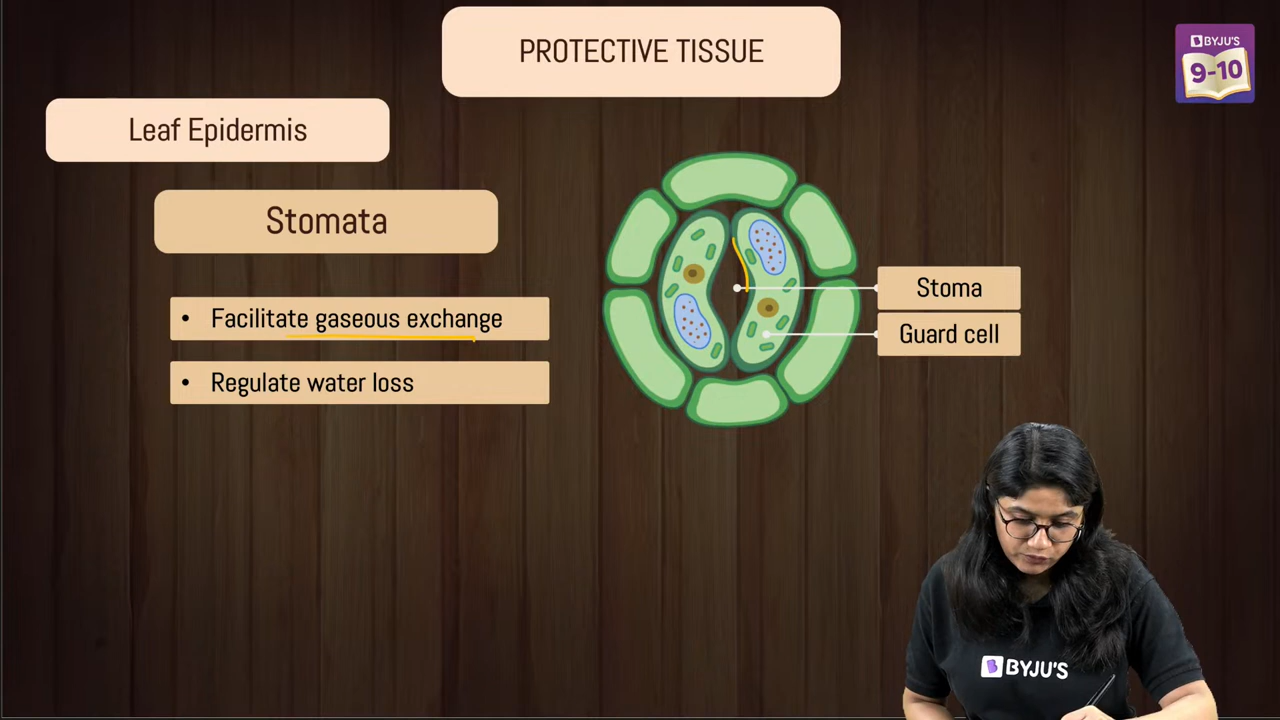 PROTECTIVE TISSUE
BYJU'S
9-10
Leaf Epidermis
Stomata
• Facilitate gaseous exchange
• Regulate water loss
Stoma
Guard cell
BYJU'S